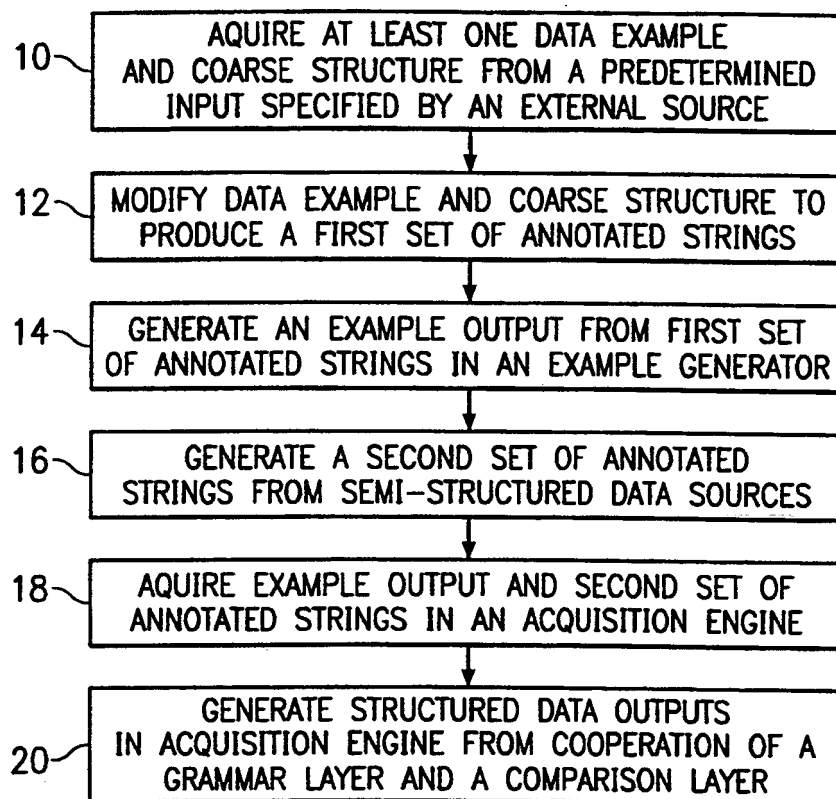 10
AQUIRE AT LEAST ONE DATA EXAMPLE
AND COARSE STRUCTURE FROM A PREDETERMINED
INPUT SPECIFIED BY AN EXTERNAL SOURCE
12
MODIFY DATA EXAMPLE AND COARSE STRUCTURE TO
PRODUCE A FIRST SET OF ANNOTATED STRINGS
14
GENERATE AN EXAMPLE OUTPUT FROM FIRST SET
OF ANNOTATED STRINGS IN AN EXAMPLE GENERATOR
16
GENERATE A SECOND SET OF ANNOTATED
STRINGS FROM SEMI-STRUCTURED DATA SOURCES
18
AQUIRE EXAMPLE OUTPUT AND SECOND SET OF
ANNOTATED STRINGS IN AN ACQUISITION ENGINE
20
GENERATE STRUCTURED DATA OUTPUTS
IN ACQUISITION ENGINE FROM COOPERATION OF A
GRAMMAR LAYER AND A COMPARISON LAYER